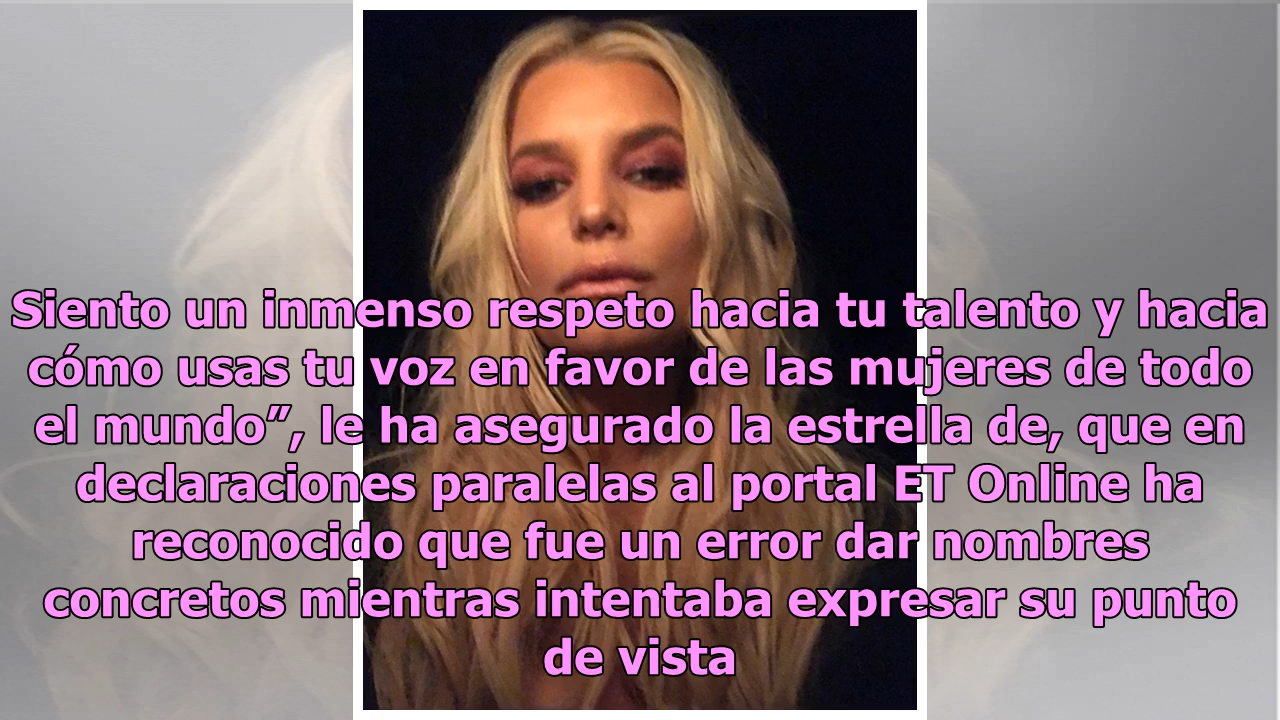 Siento un inmenso respeto hacia tu talento y hacia
cómo usas tu voz en favor de las mujeres de todo
el mundo”, le ha asegurado la estrella de, que en
declaraciones paralelas al portal ET Online ha
reconocido que fue un error dar nombres
concretos mientras intentaba expresar su punto
de vista